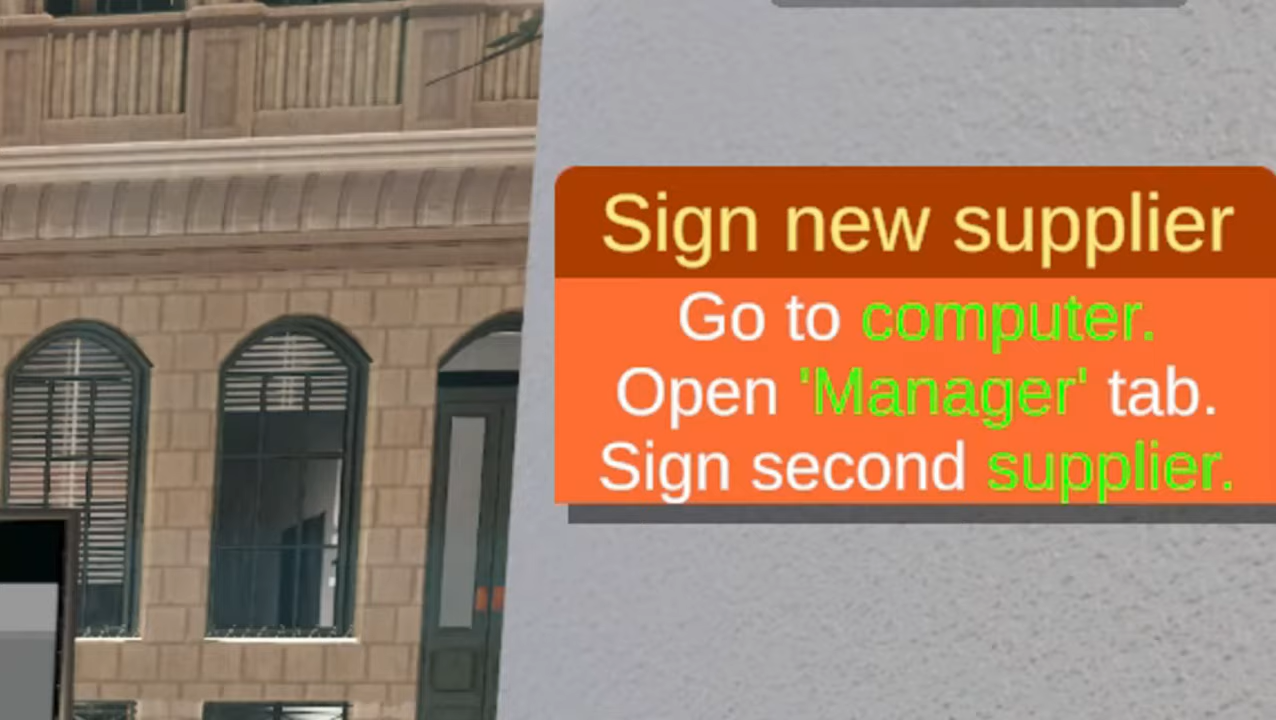 Sign new supplier
Go to computer.
Open 'Manager' tab.
Sign second supplier.